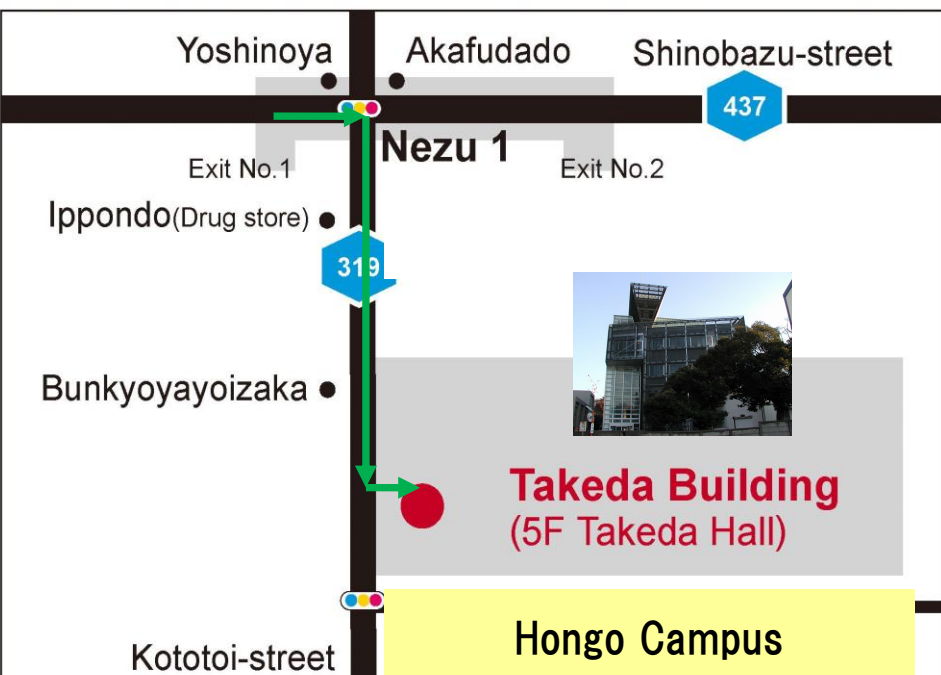 Yoshinoya
Akafudado
Shinobazu-street
437
Nezu 1
Exit No.1
Exit No.2
Ippondo(Drug store)
319
Bunkyoyayoizaka
Takeda Building
(5F Takeda Hall)
Hongo Campus
Kototoi-street